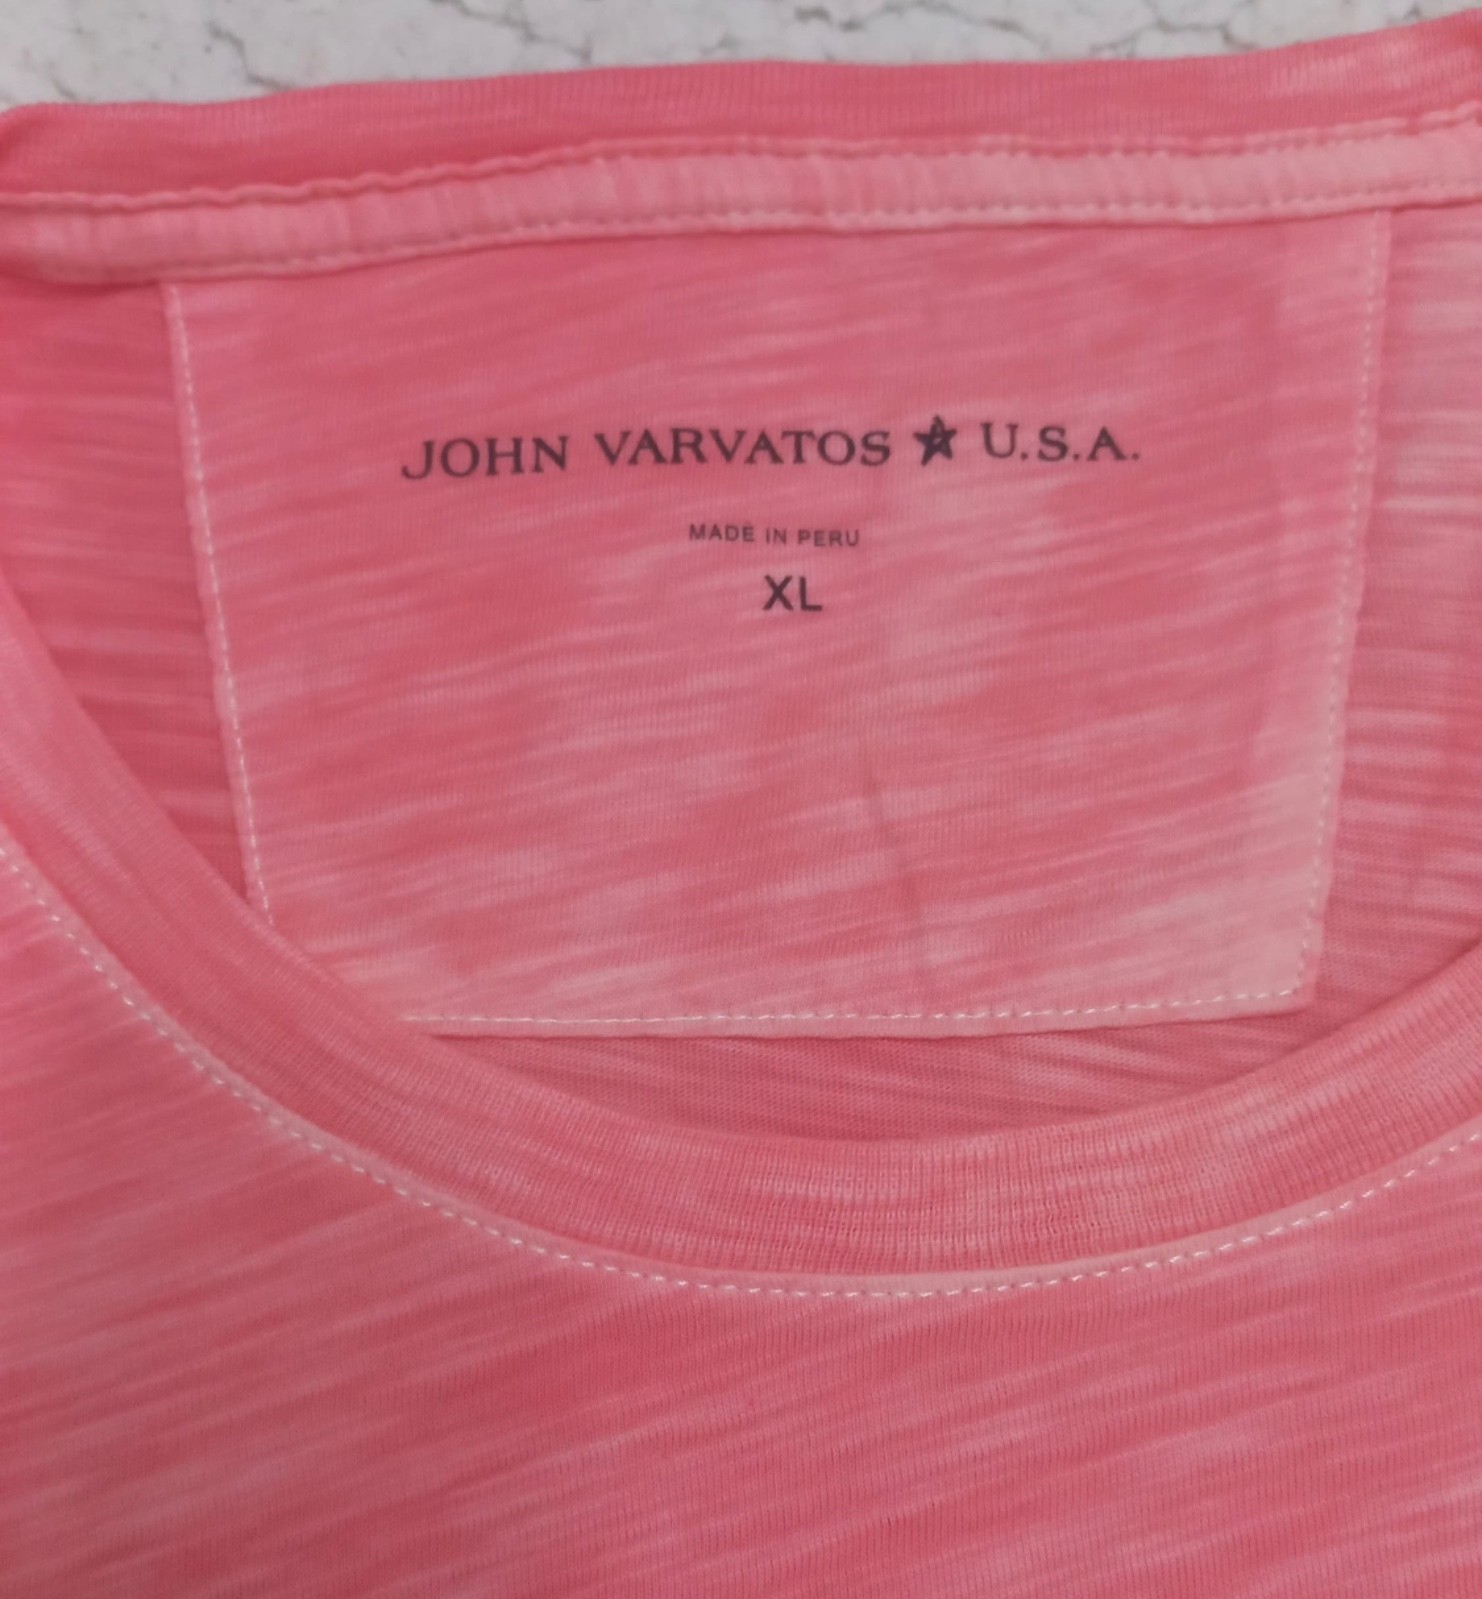 JOHN VARVATOS ★ U.S.A.
MADE IN PERU
XL